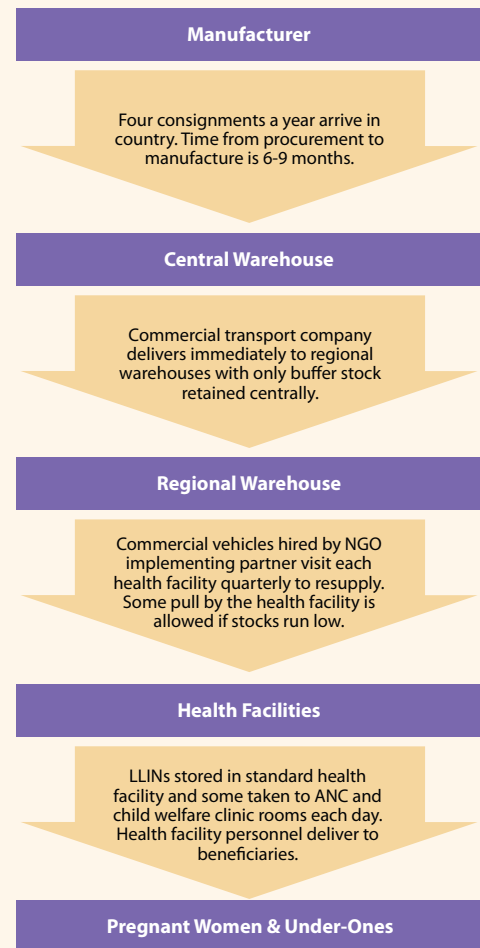 Manufacturer
Four consignments a year arrive in
country. Time from procurement to
manufacture is 6-9 months.
Central Warehouse
Commercial transport company
delivers immediately to regional
warehouses with only buffer stock
retained centrally.
Regional Warehouse
Commercial vehicles hired by NGO
implementing partner visit each
health facility quarterly to resupply.
Some pull by the health facility is
allowed if stocks run low.
Health Facilities
LLINs stored in standard health
facility and some taken to ANC and
child welfare clinic rooms each day.
Health facility personnel deliver to
beneficiaries.
Pregnant Women & Under-Ones